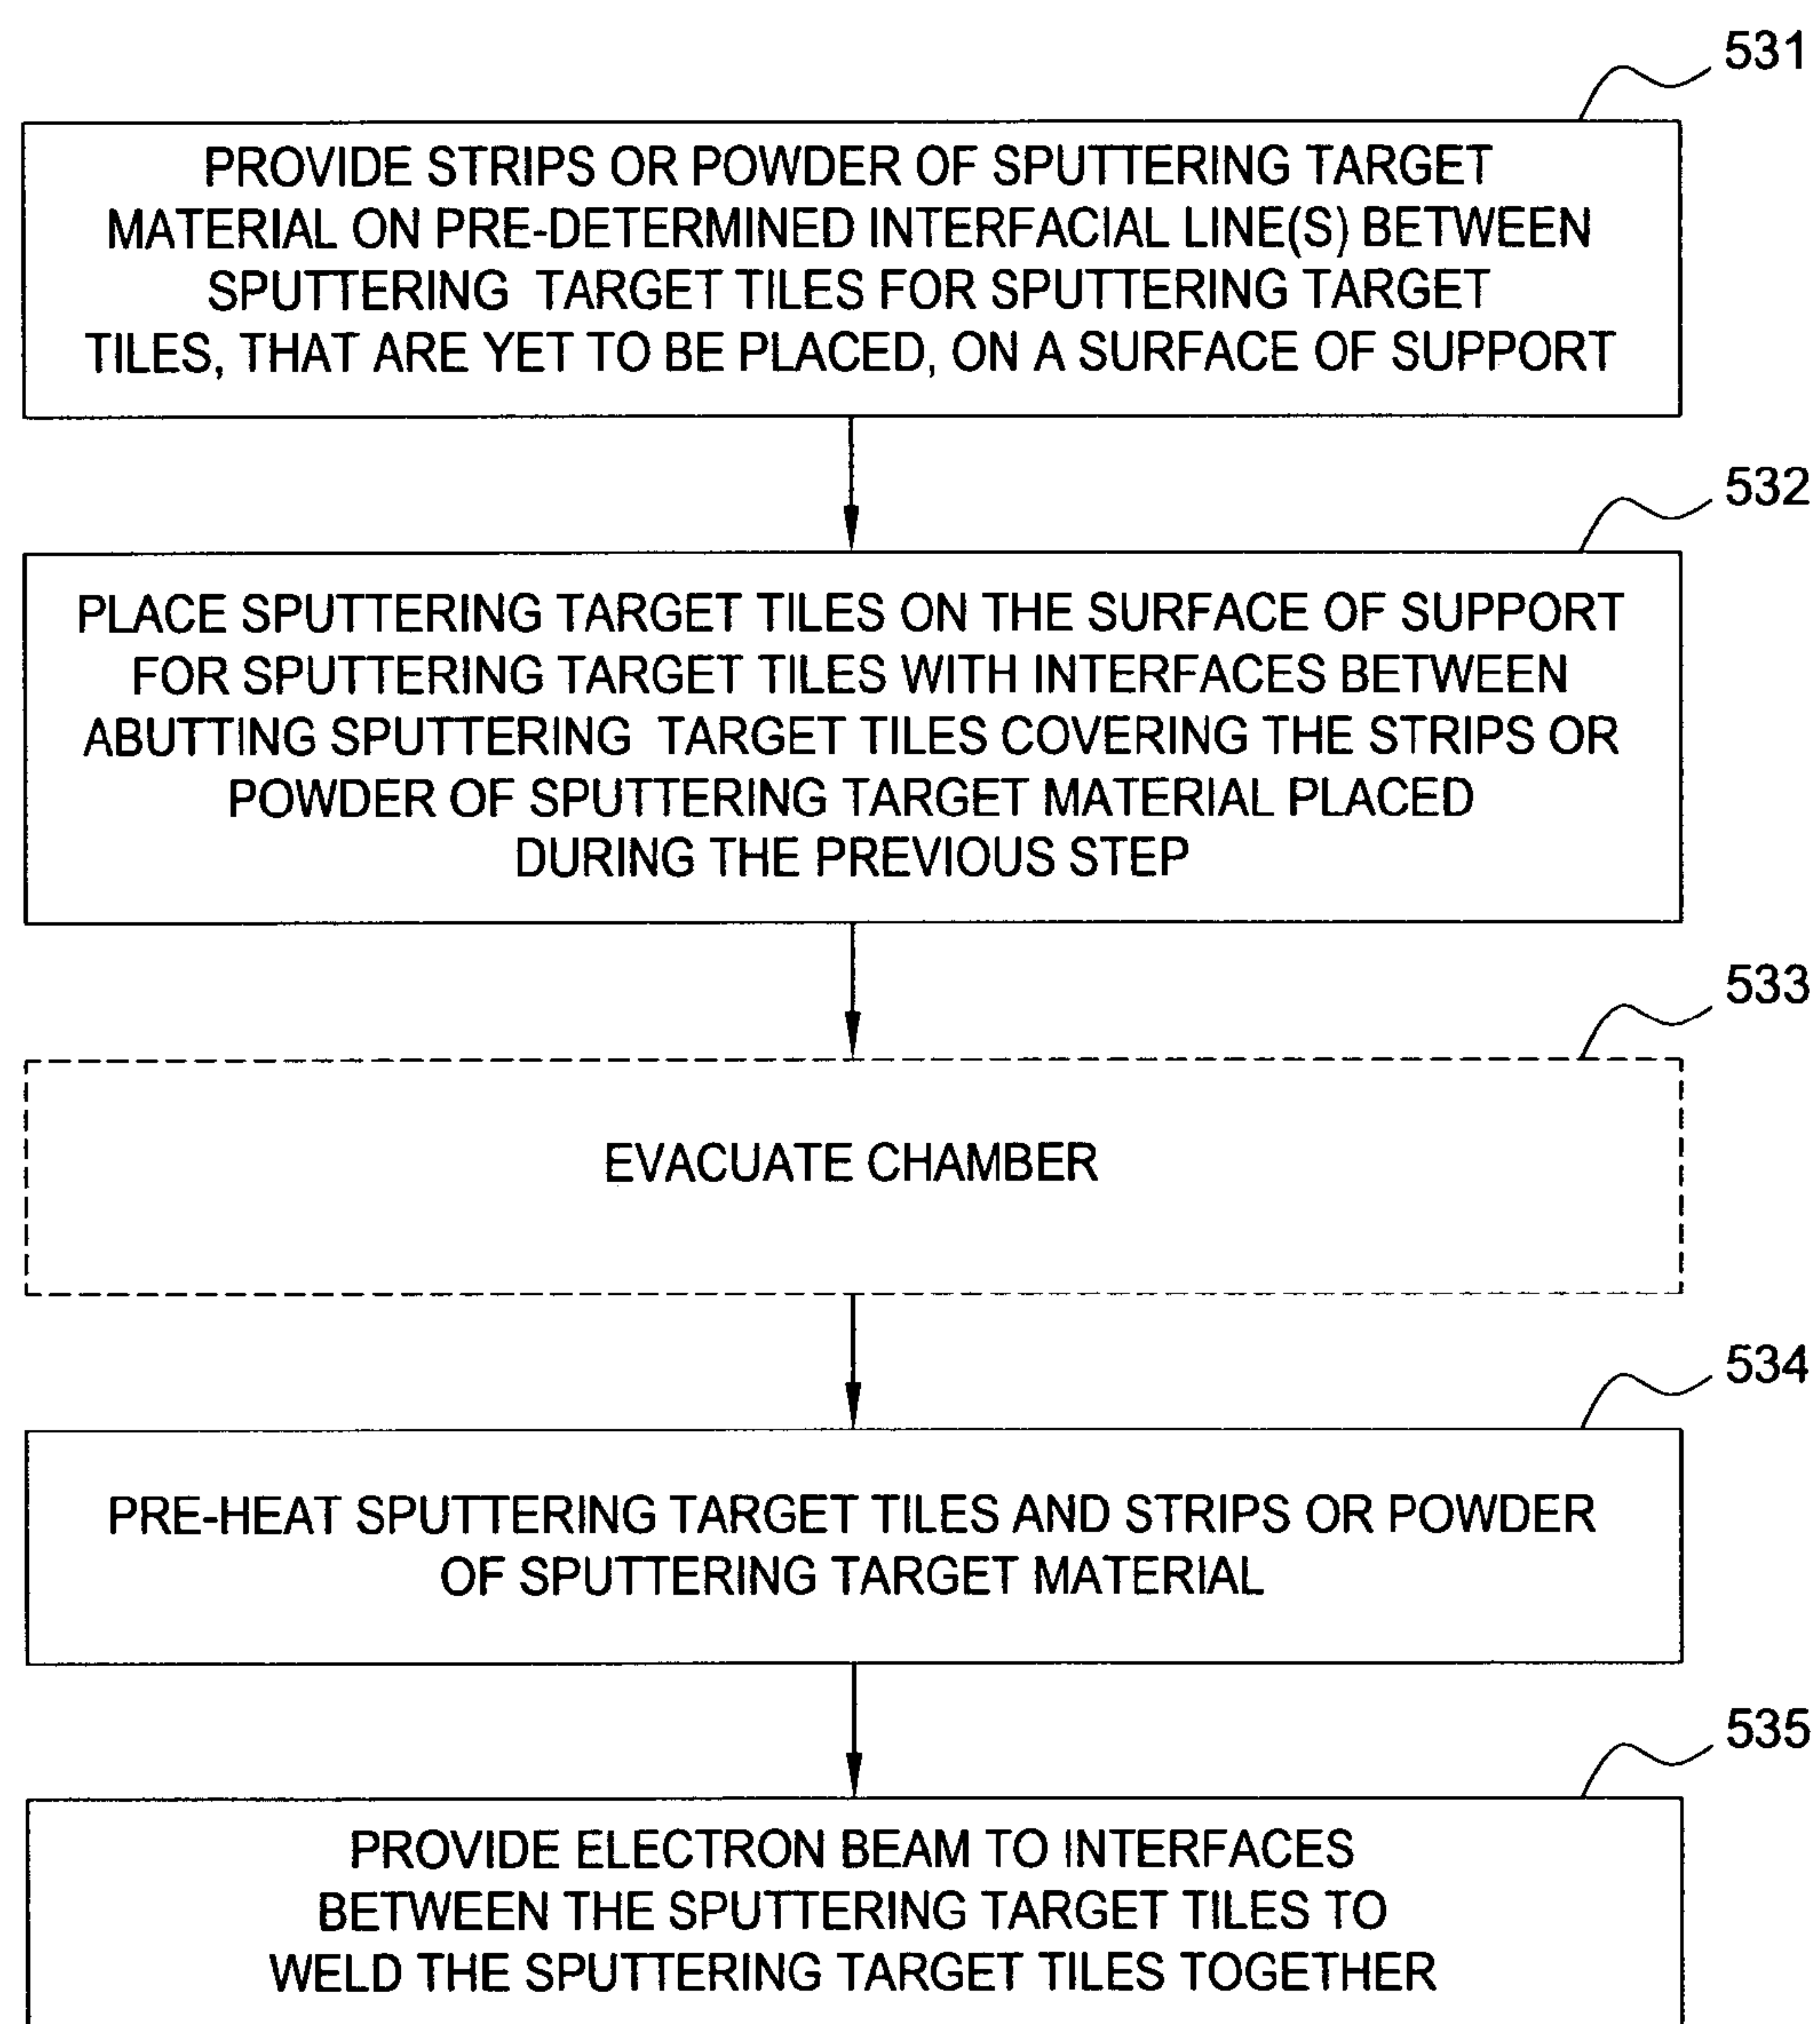 531
PROVIDE STRIPS OR POWDER OF SPUTTERING TARGET
MATERIAL ON PRE-DETERMINED INTERFACIAL LINE(S) BETWEEN
SPUTTERING TARGET TILES FOR SPUTTERING TARGET
TILES, THAT ARE YET TO BE PLACED, ON A SURFACE OF SUPPORT
532
PLACE SPUTTERING TARGET TILES ON THE SURFACE OF SUPPORT
FOR SPUTTERING TARGET TILES WITH INTERFACES BETWEEN
ABUTTING SPUTTERING TARGET TILES COVERING THE STRIPS OR
POWDER OF SPUTTERING TARGET MATERIAL PLACED
DURING THE PREVIOUS STEP
533
EVACUATE CHAMBER
534
PRE-HEAT SPUTTERING TARGET TILES AND STRIPS OR POWDER
OF SPUTTERING TARGET MATERIAL
535
PROVIDE ELECTRON BEAM TO INTERFACES
BETWEEN THE SPUTTERING TARGET TILES TO
WELD THE SPUTTERING TARGET TILES TOGETHER